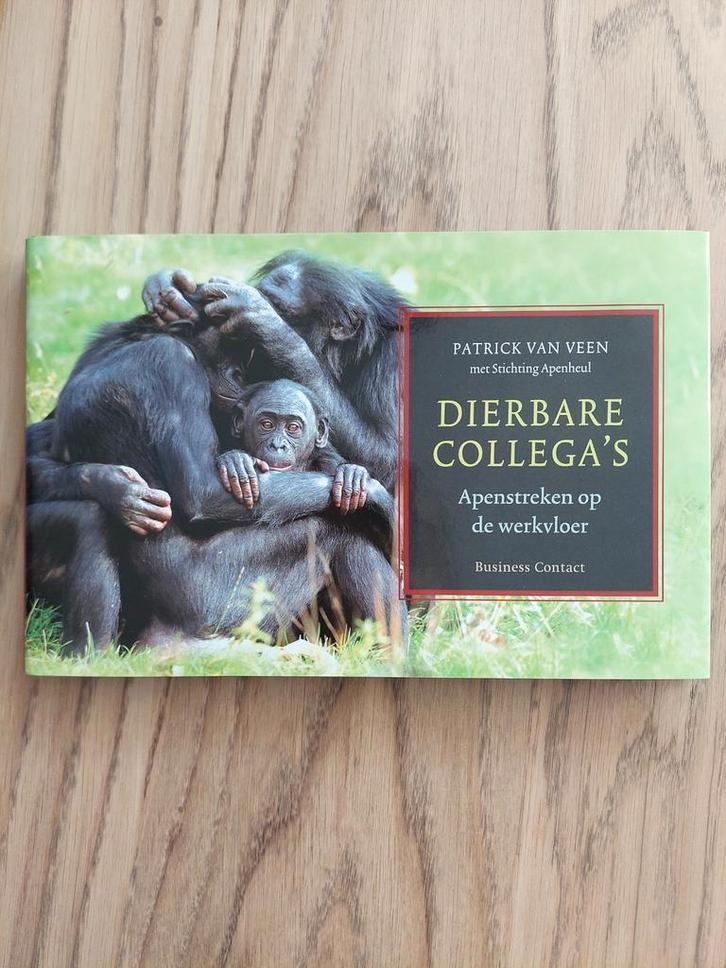 PATRICK VAN VEEN
met Stichting Apenheul
DIERBARE
COLLEGA'S
Apenstreken op
de werkvloer
Business Contact